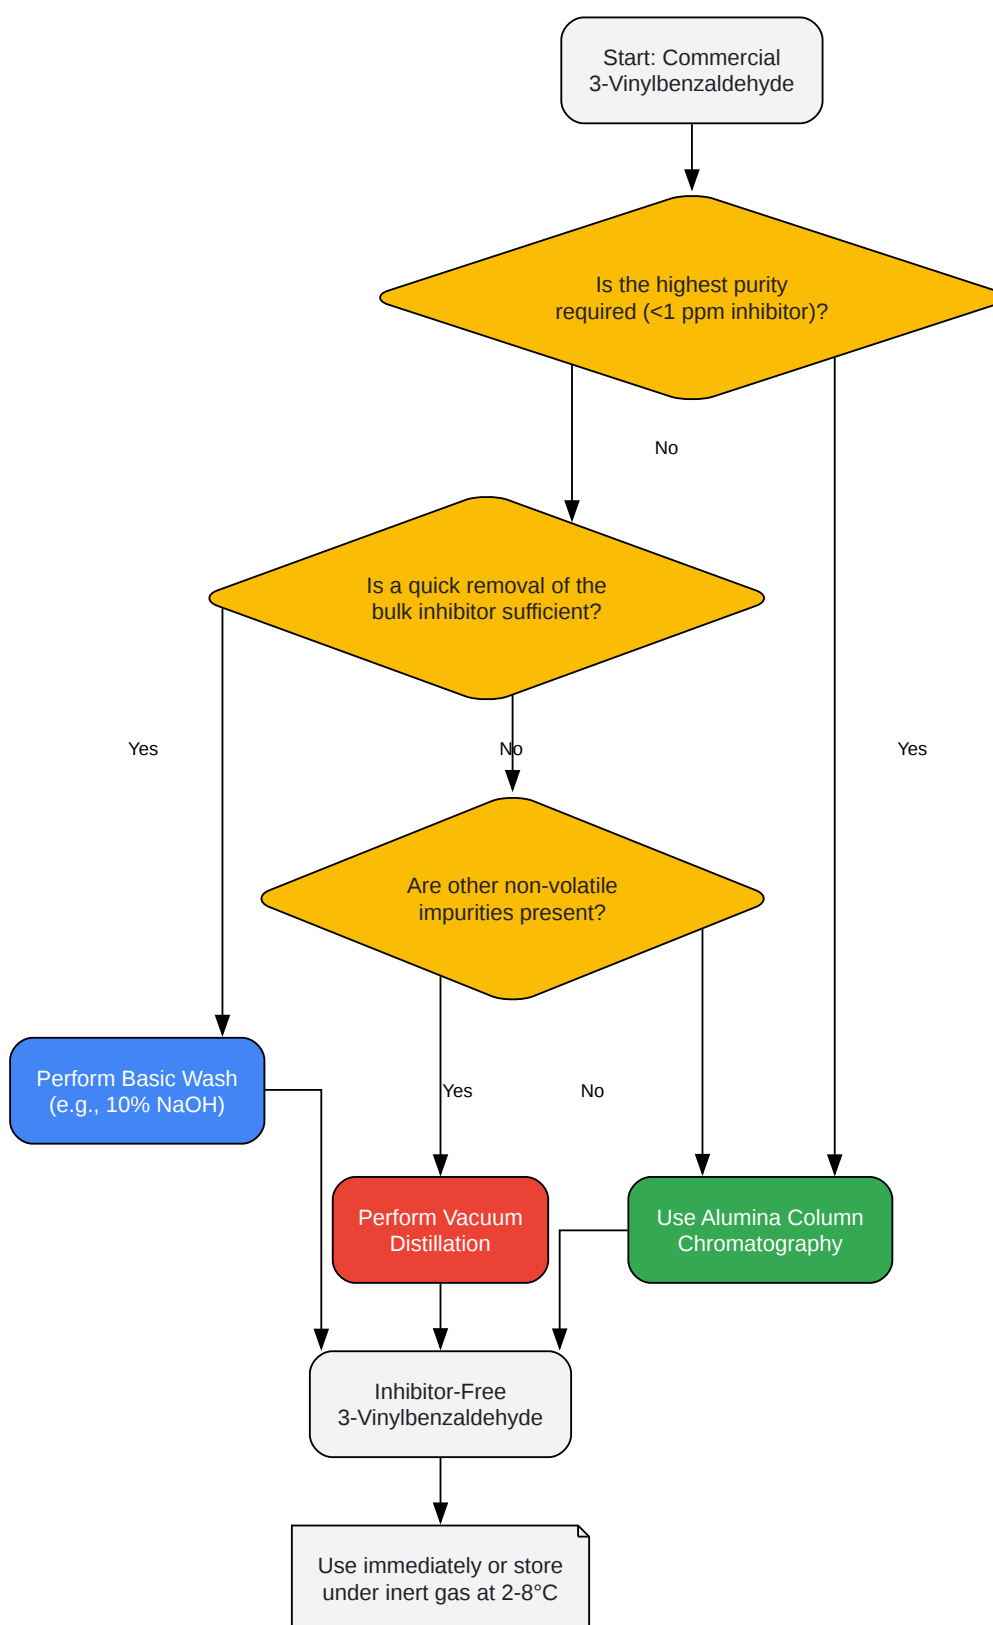 Start: Commercial
3-Vinylbenzaldehyde
Is the highest purity
required (<1 ppm inhibitor)?
No
Is a quick removal of the
bulk inhibitor sufficient?
Yes
No
Yes
Are other non-volatile
impurities present?
Perform Basic Wash
(e.g., 10% NaOH)
Yes
No
Perform Vacuum
Distillation
Use Alumina Column
Chromatography
Inhibitor-Free
3-Vinylbenzaldehyde
Use immediately or store
under inert gas at 2-8°C